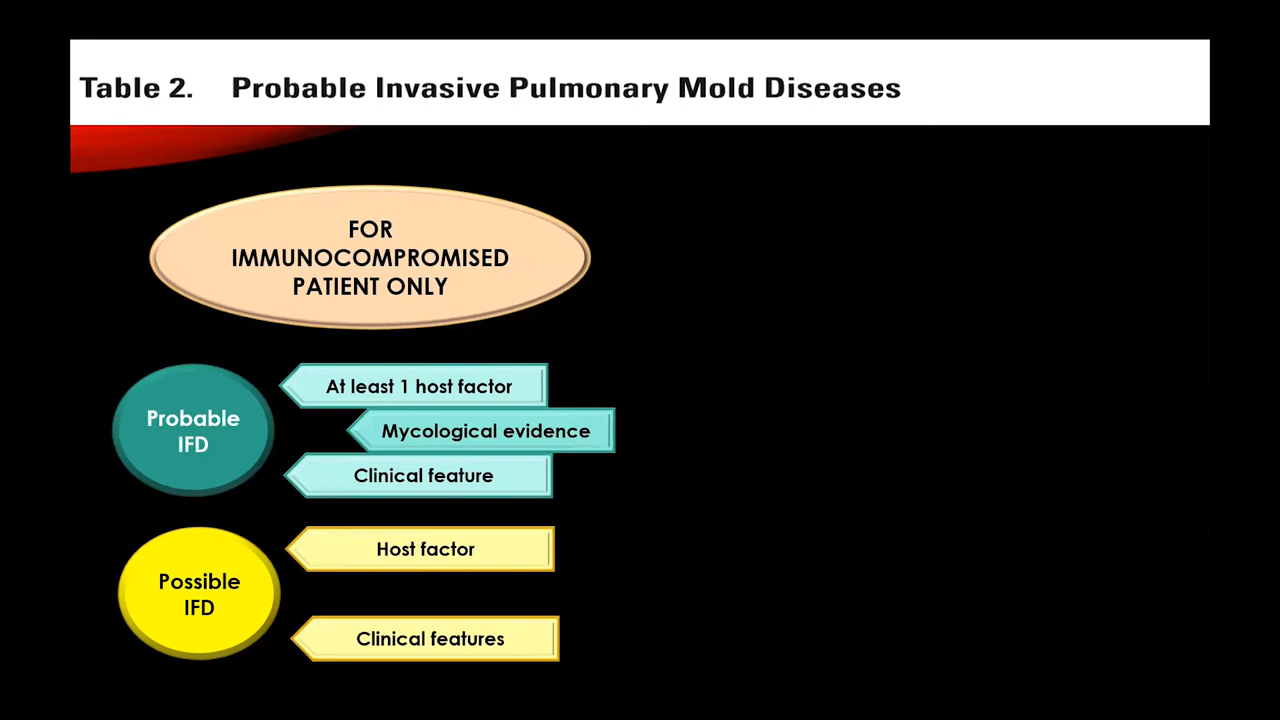 Table 2. Probable Invasive Pulmonary Mold Diseases
FOR
IMMUNOCOMPROMISED
PATIENT ONLY
Probable
IFD
At least 1 host factor
Mycological evidence
Clinical feature
Possible
IFD
Host factor
Clinical features